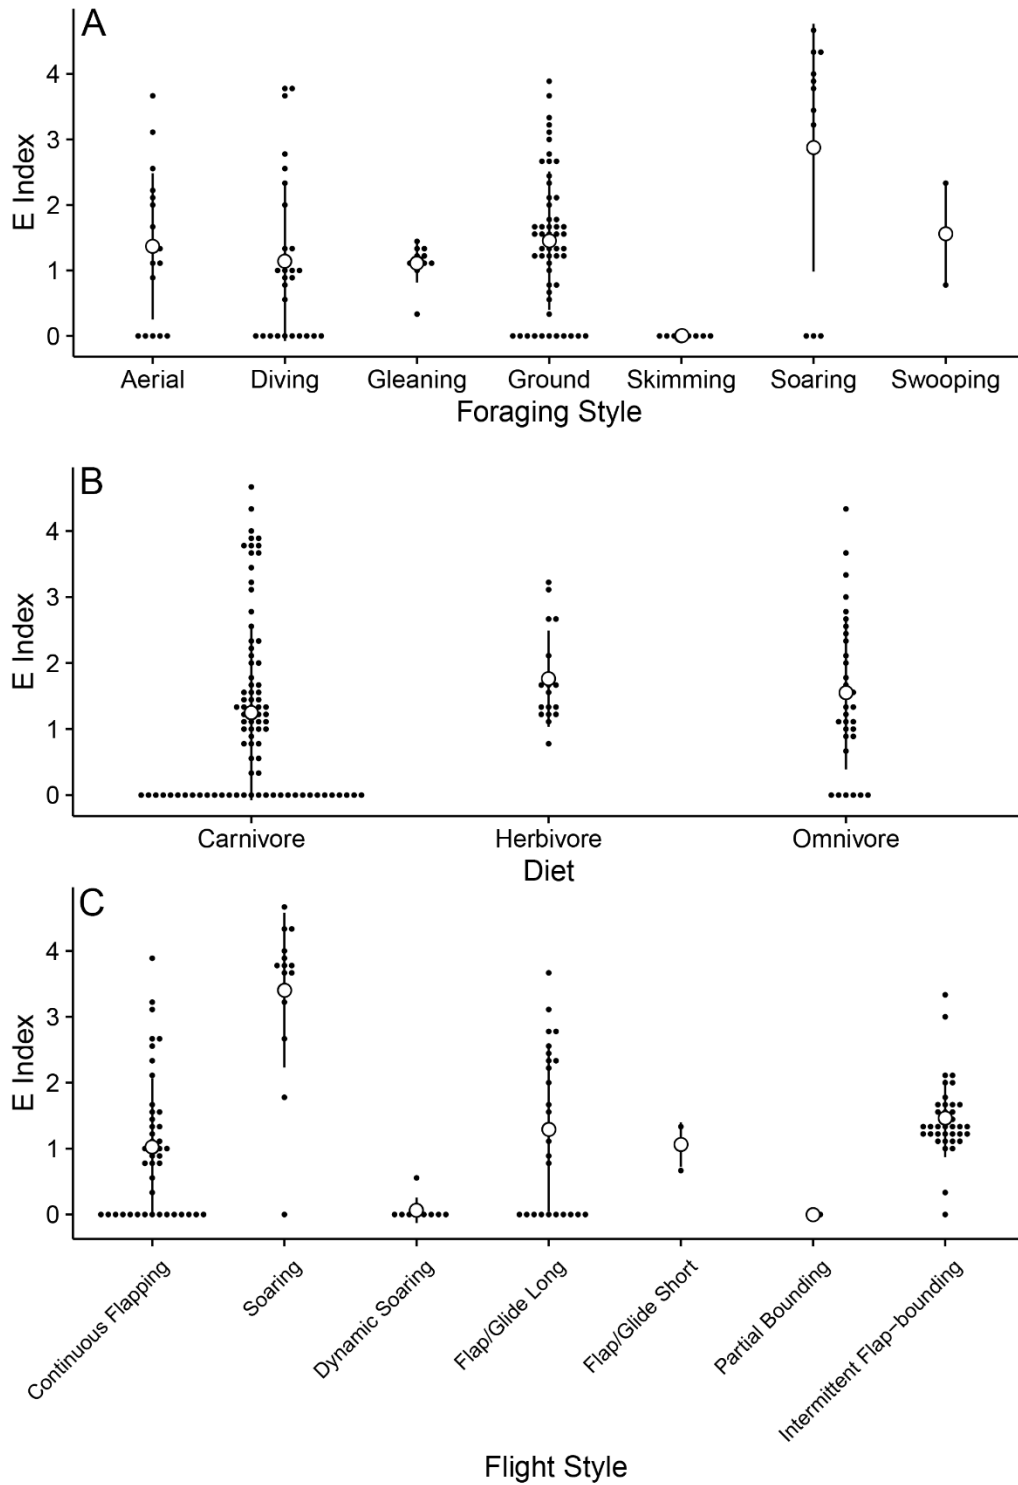 A
E Index
4
3
2
1
0
Aerial Diving Gleaning Ground Skimming Soaring Swooping
Foraging Style
B
E Index
4
3
2
1
0
Carnivore Herbivore Omnivore
Diet
C
E Index
4
3
2
1
0
Continuous Flapping
Soaring
Dynamic Soaring
Flap/Glide Long
Flap/Glide Short
Partial Bounding
Intermittent Flap-bounding
Flight Style